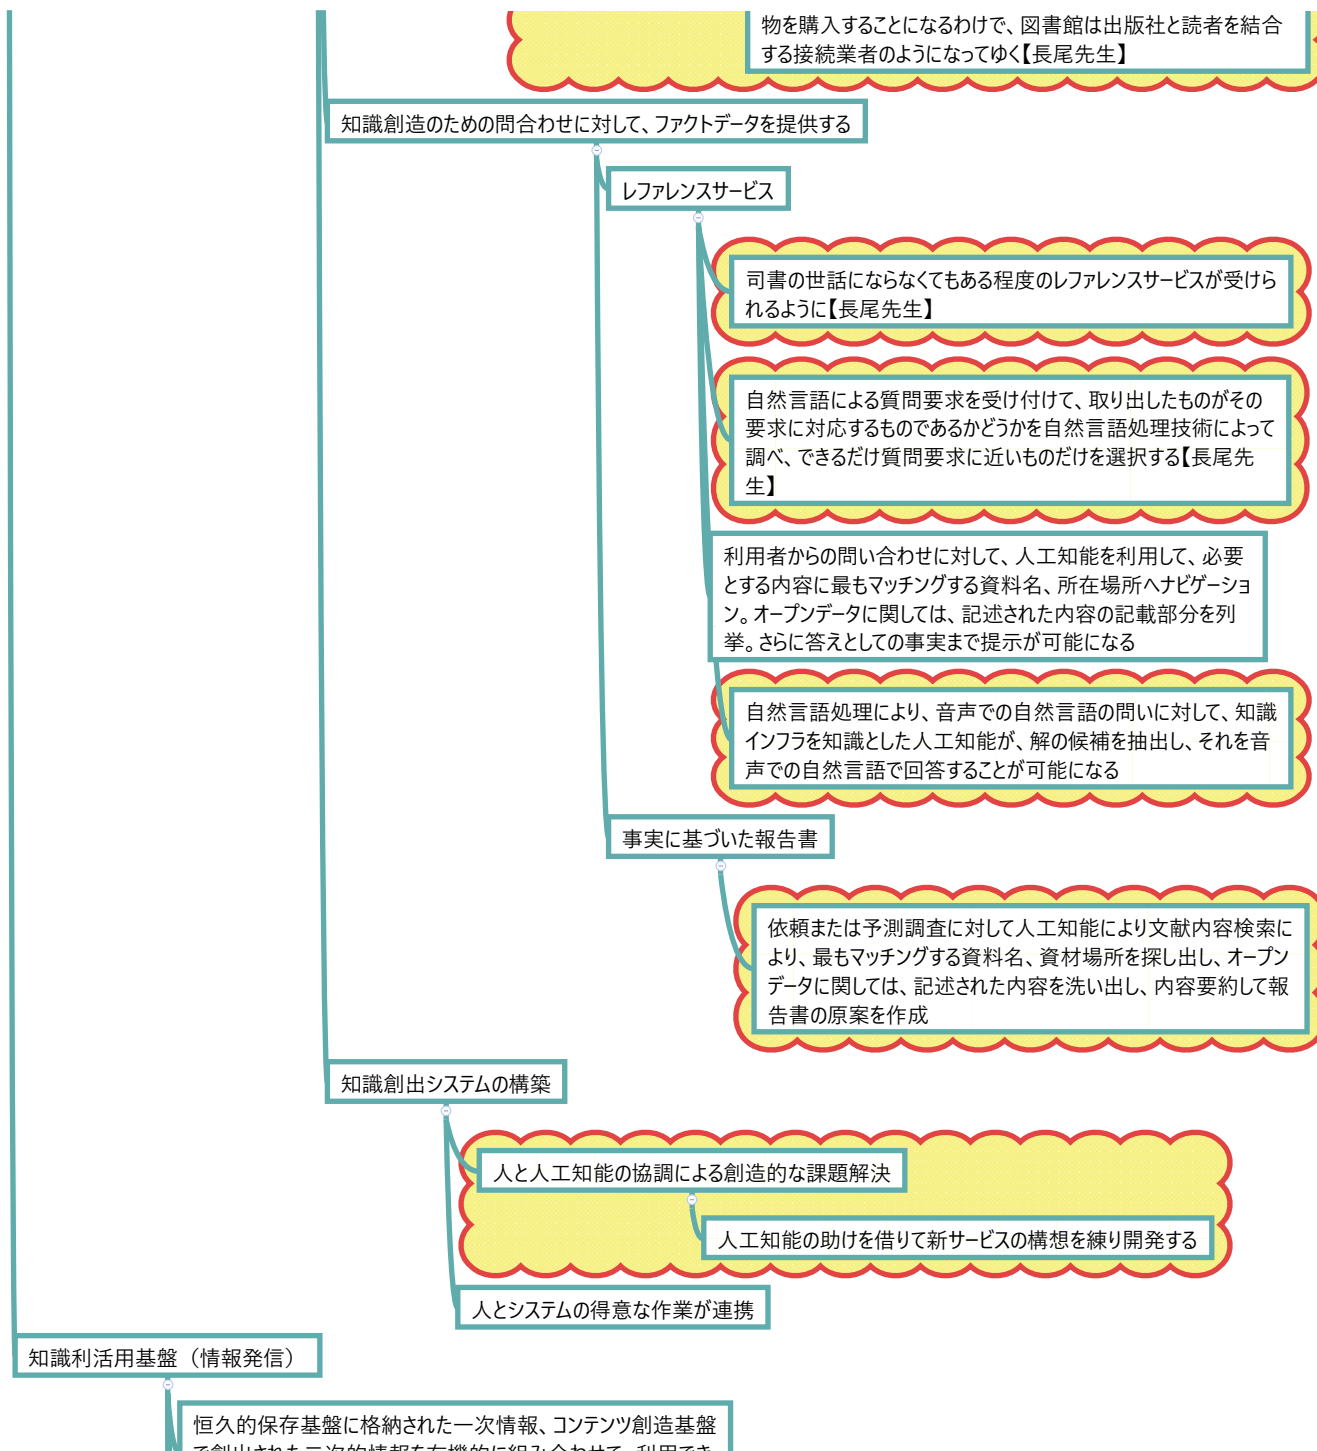 物を購入することになるわけで、図書館は出版社と読者を結合
する接続業者のようになってゆく【長尾先生】
知識創造のための問合わせに対して、ファクトデータを提供する
レファレンスサービス
司書の世話にならなくてもある程度のレファレンスサービスが受けら
れるように【長尾先生】
自然言語による質問要求を受け付けて、取り出したものがその
要求に対応するものであるかどうかを自然言語処理技術によって
調べ、できるだけ質問要求に近いものだけを選択する【長尾先
生】
利用者からの問い合わせに対して、人工知能を利用して、必要
とする内容に最もマッチングする資料名、所在場所へナビゲーショ
ン。オープンデータに関しては、記述された内容の記載部分を列
挙。さらに答えとしての事実まで提示が可能になる
自然言語処理により、音声での自然言語の問いに対して、知識
インフラを知識とした人工知能が、解の候補を抽出し、それを音
声での自然言語で回答することが可能になる
事実に基づいた報告書
依頼または予測調査に対して人工知能により文献内容検索に
より、最もマッチングする資料名、資材場所を探し出し、オープン
データに関しては、記述された内容を洗い出し、内容要約して報
告書の原案を作成
知識創出システムの構築
人と人工知能の協調による創造的な課題解決
人工知能の助けを借りて新サービスの構想を練り開発する
人とシステムの得意な作業が連携
知識利活用基盤（情報発信）
恒久的保存基盤に格納された一次情報、コンテンツ創造基盤
で創出された二次的情報を有機的に組み合わせて、利用でき